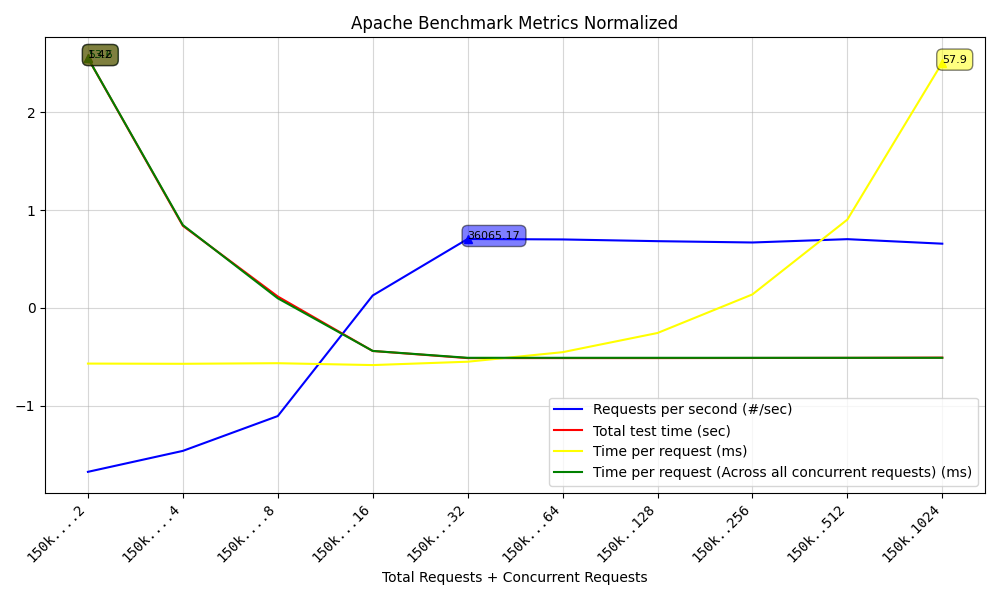 Apache Benchmark Metrics Normalized
57.9
36065.17
2
1
0
−1
Requests per second (#/sec)
Total test time (sec)
Time per request (ms)
Time per request (Across all concurrent requests) (ms)
150k....2
150k....4
150k....8
150k...16
150k...32
150k...64
150k..128
150k..256
150k..512
150k.1024
Total Requests + Concurrent Requests